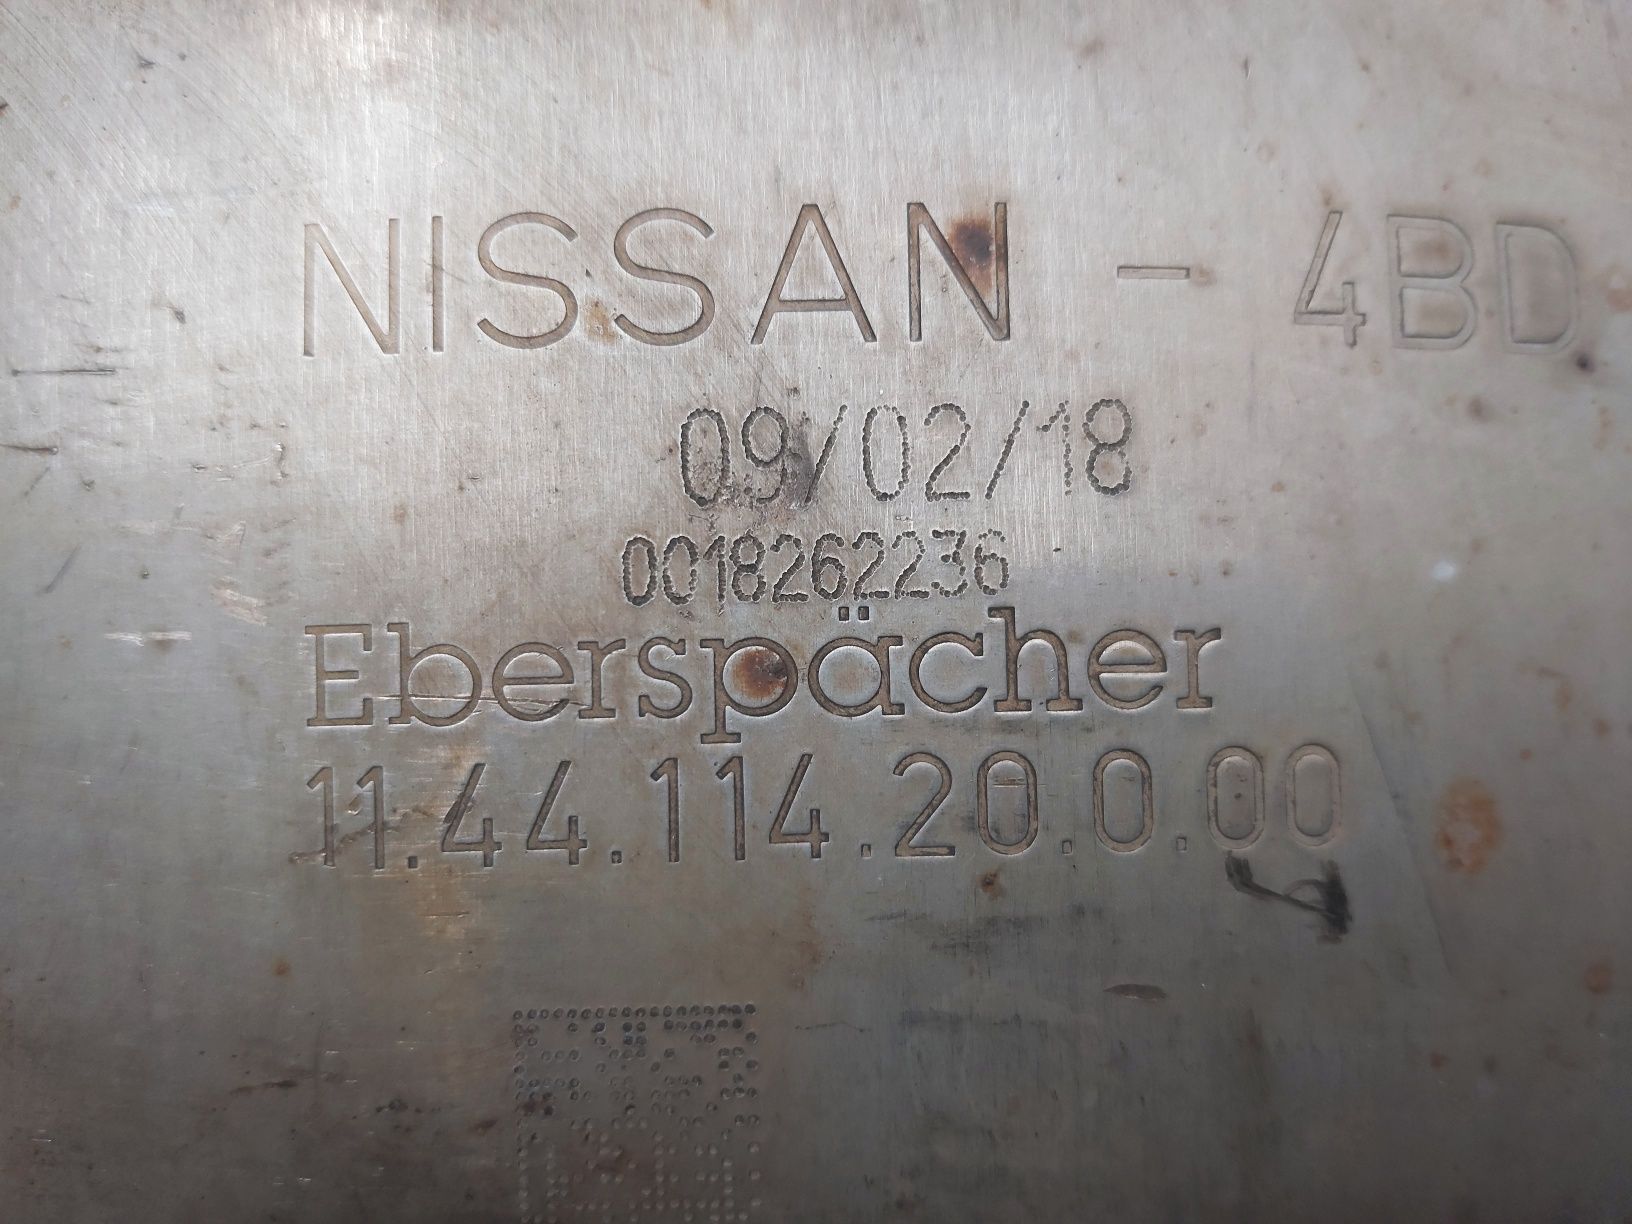 NISSAN - 4BD
09/02/18
0018262236
Eberspächer
11.44.114.20.0.00